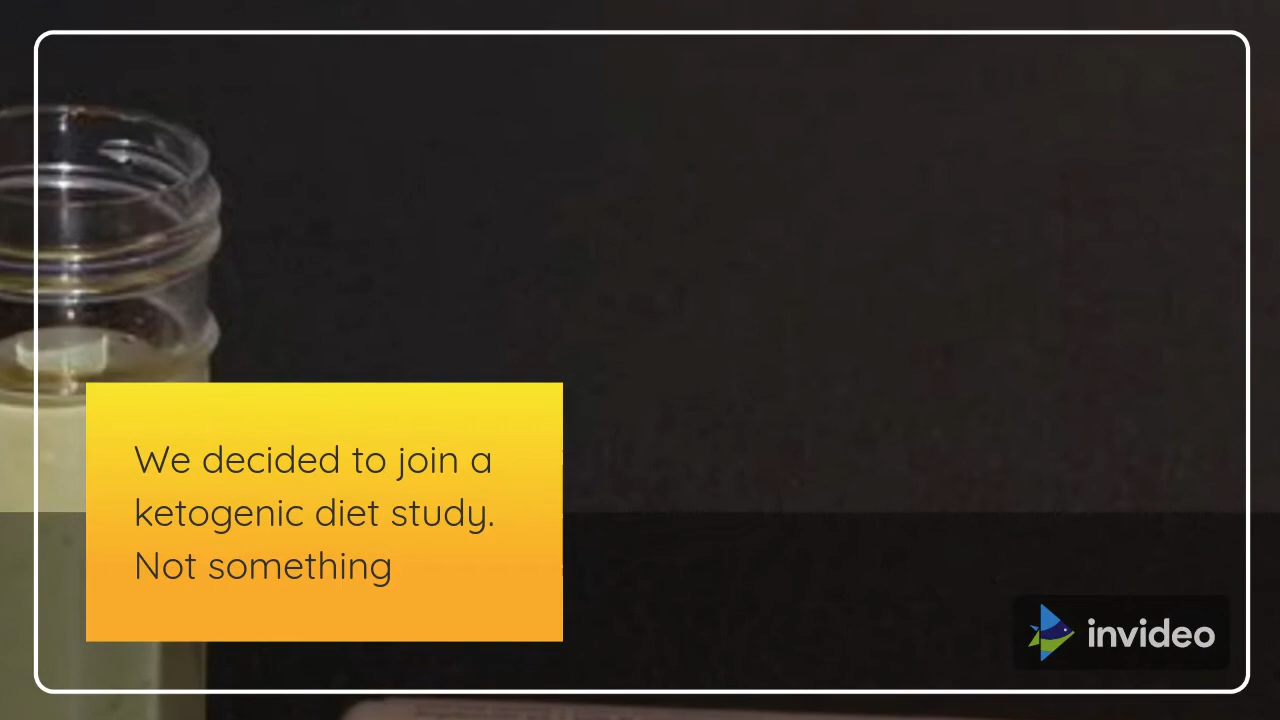 We decided to join a
ketogenic diet study.
Not something
invideo